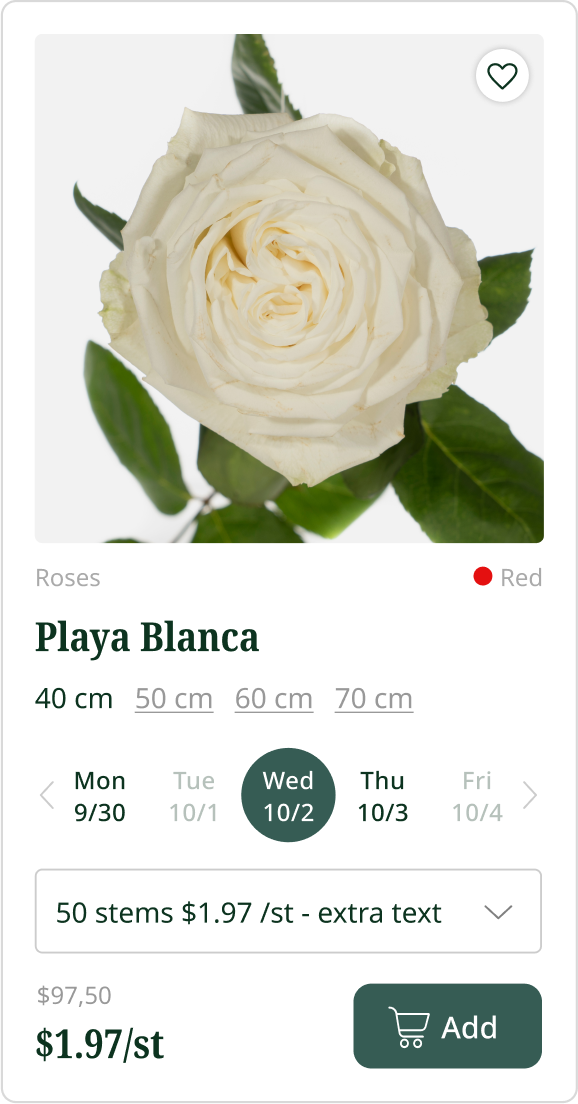 Roses Red
Playa Blanca
40 cm 50 cm 60 cm 70 cm
Mon Tue Wed Thu Fri
9/30 10/1 10/2 10/3 10/4
50 stems $1.97 /st - extra text
$97,50
$1.97/st Add